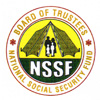 BOARD OF TRUSTEES
NSSF
NATIONAL SOCIAL SECURITY FUND